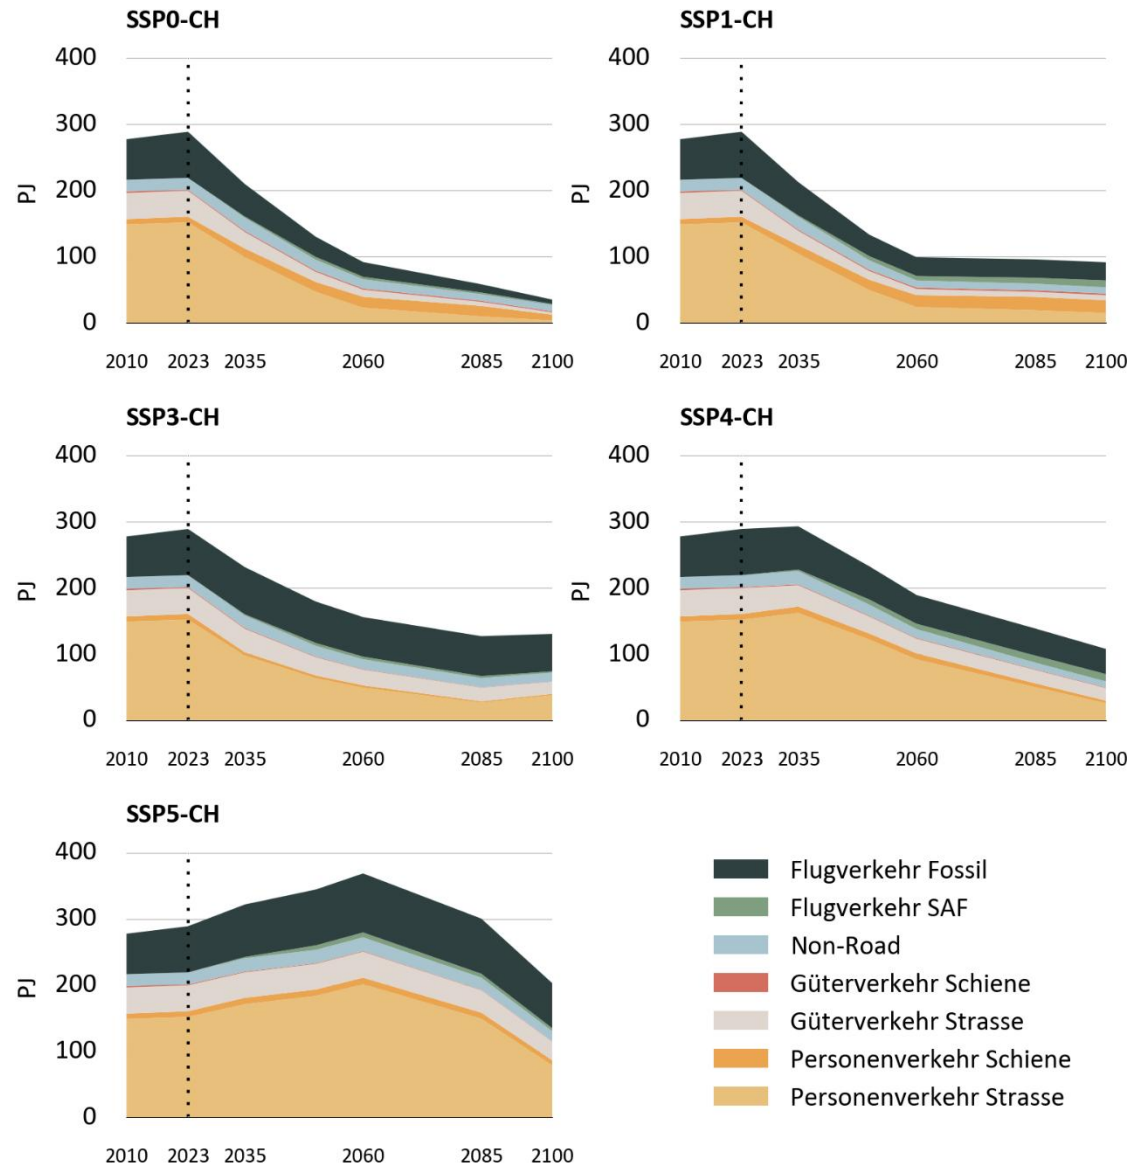 SSP0-CH
400
300
200
100
0
PJ
2010 2023 2035 2060 2085 2100
SSP1-CH
400
300
200
100
0
PJ
2010 2023 2035 2060 2085 2100
SSP3-CH
400
300
200
100
0
PJ
2010 2023 2035 2060 2085 2100
SSP4-CH
400
300
200
100
0
PJ
2010 2023 2035 2060 2085 2100
SSP5-CH
400
300
200
100
0
PJ
2010 2023 2035 2060 2085 2100
Flugverkehr Fossil
Flugverkehr SAF
Non-Road
Güterverkehr Schiene
Güterverkehr Strasse
Personenverkehr Schiene
Personenverkehr Strasse